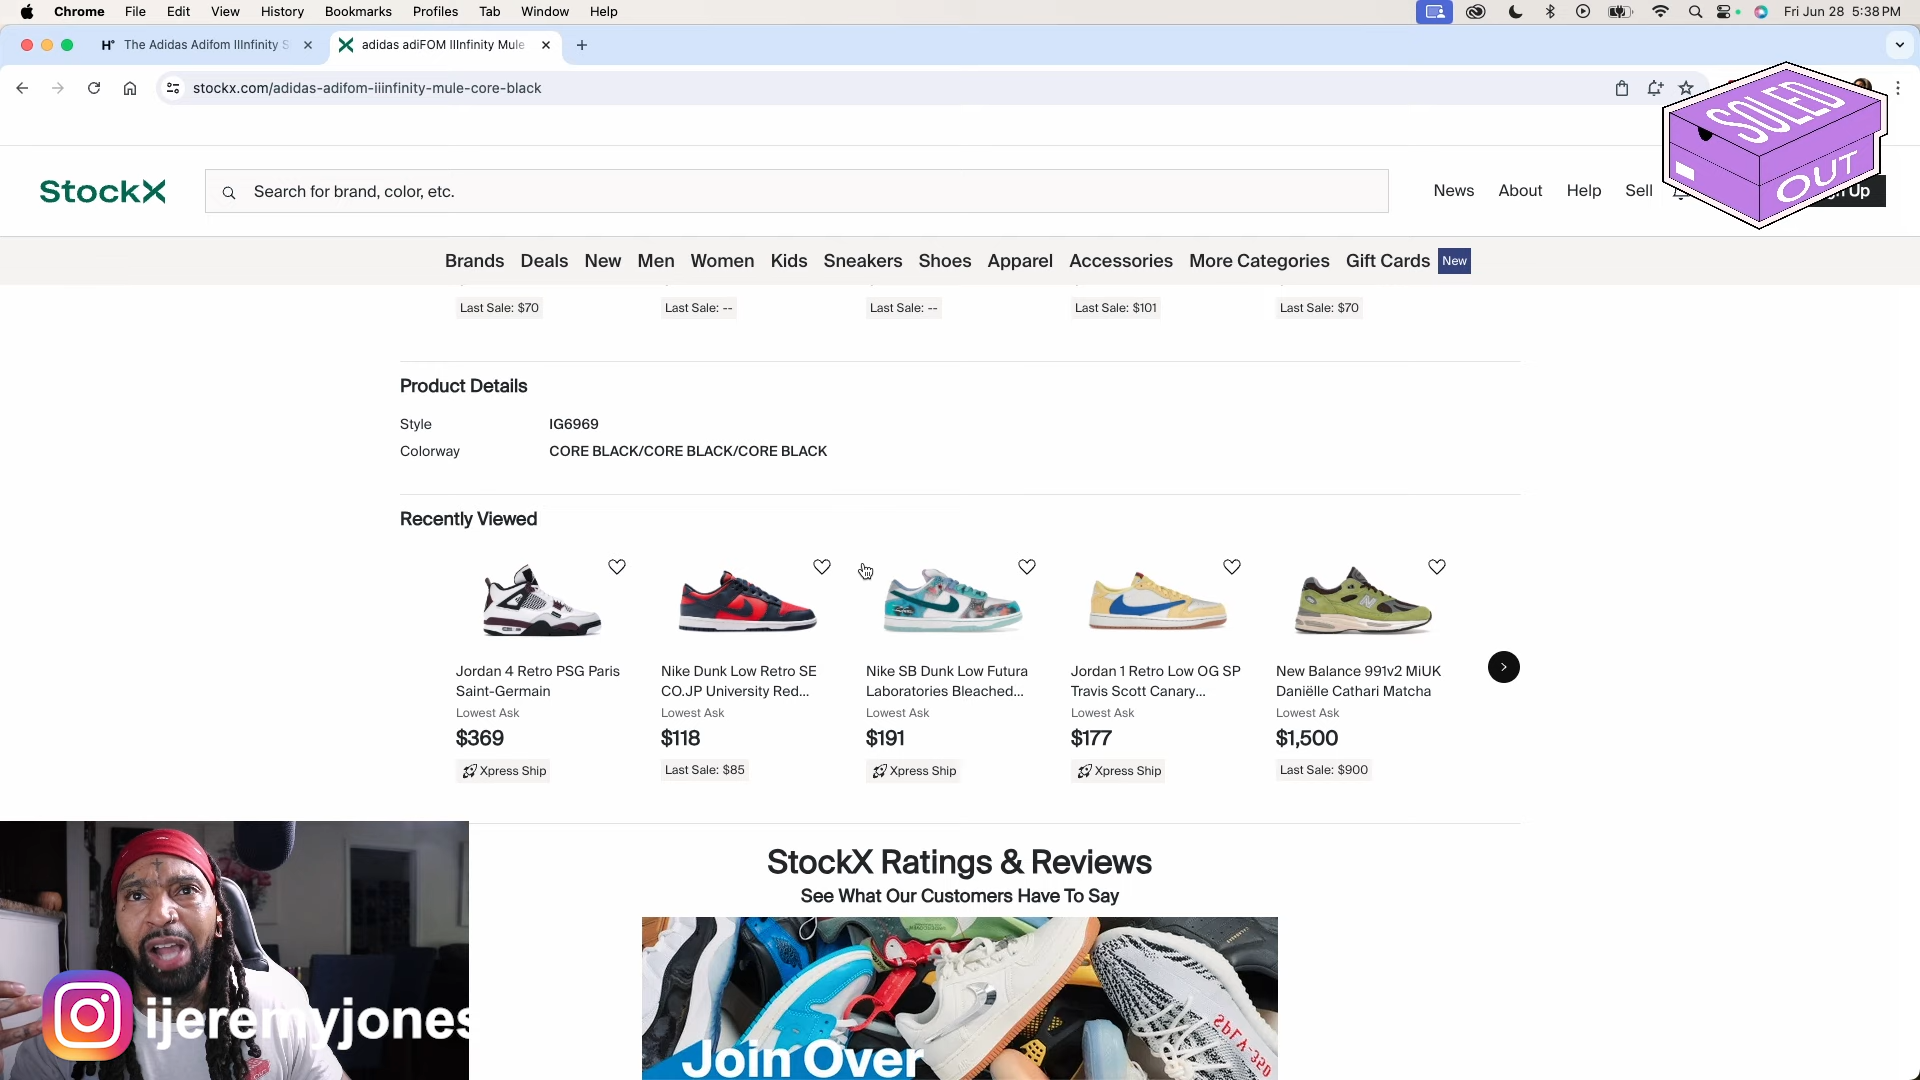 Chrome File Edit View History Bookmarks Profiles Tab Window Help Fri Jun 28 5:38 PM
H° The Adidas Adifom IIInfinity S
adidas adiFOM IIInfinity Mule
stockx.com/adidas-adifom-iiinfinity-mule-core-black
SOLED
OUT
StockX
Search for brand, color, etc.
News About Help Sell Up
Brands Deals New Men Women Kids Sneakers Shoes Apparel Accessories More Categories Gift Cards New
Last Sale: $70 Last Sale: -- Last Sale: -- Last Sale: $101 Last Sale: $70
Product Details
Style IG6969
Colorway CORE BLACK/CORE BLACK/CORE BLACK
Recently Viewed
Jordan 4 Retro PSG Paris
Saint-Germain
Lowest Ask
$369
Xpress Ship
Nike Dunk Low Retro SE
CO.JP University Red...
Lowest Ask
$118
Last Sale: $85
Nike SB Dunk Low Futura
Laboratories Bleached...
Lowest Ask
$191
Xpress Ship
Jordan 1 Retro Low OG SP
Travis Scott Canary...
Lowest Ask
$177
Xpress Ship
New Balance 991v2 MiUK
Daniëlle Cathari Matcha
Lowest Ask
$1,500
Last Sale: $900
StockX Ratings & Reviews
See What Our Customers Have To Say
Join Over
SPLY-350
ijeremyjones